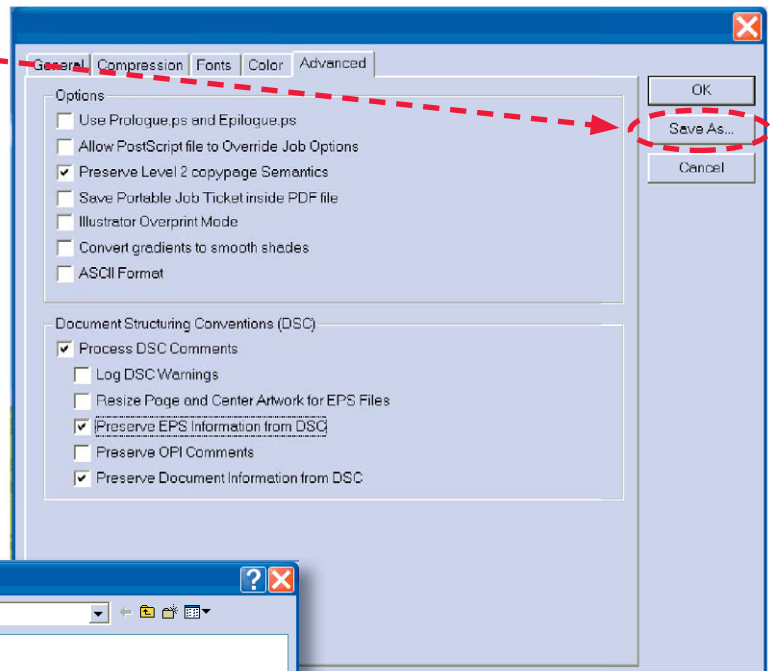 General Compression Fonts Color Advanced
Options
Use Prologue.ps and Epilogue.ps
Allow PostScript file to Override Job Options
Preserve Level 2 copypage Semantics
Save Portable Job Ticket inside PDF file
Illustrator Overprint Mode
Convert gradients to smooth shades
ASCII Format
Document Structuring Conventions (DSC)
Process DSC Comments
Log DSC Warnings
Resize Page and Center Artwork for EPS Files
Preserve EPS Information from DSC
Preserve OPI Comments
Preserve Document Information from DSC
OK
Save As...
Cancel